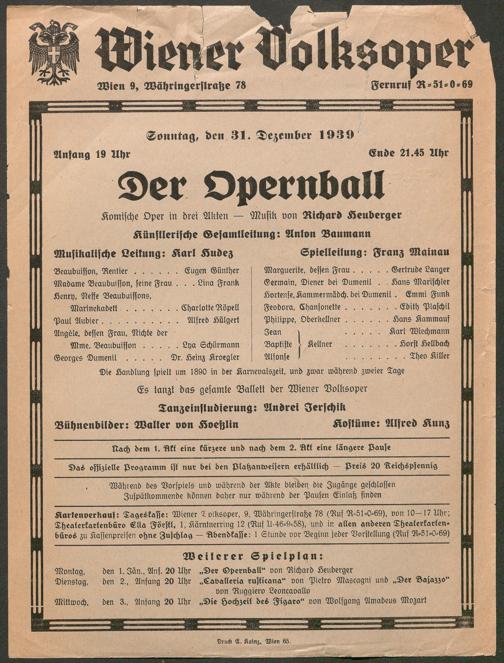 Wiener Volksoper
Wien 9, Währingerstraße 78 Fernruf R=51=0=69
Sonntag, den 31. Dezember 1939
Anfang 19 Uhr Ende 21.45 Uhr
Der Opernball
Komische Oper in drei Akten — Musik von Richard Heuberger
Künstlerische Gesamtleitung: Anton Baumann
Musikalische Leitung: Karl Hudez Spielleitung: Franz Mainau
Beaubuisson, Rentier . . . . . . Eugen Günther
Madame Beaubuisson, seine Frau . . . Lina Frank
Henry, Neffe Beaubuissons,
Marinekadett . . . . . . Charlotte Röpell
Paul Aubier . . . . . . Alfred Hülgert
Angèle, dessen Frau, Nichte der
Mme. Beaubuisson . . . . Lya Schürmann
Georges Dumenil . . . . Dr. Heinz Kroegler
Marguerite, dessen Frau . . . . . Gertrude Langer
Germain, Diener bei Dumenil . . Hans Marischler
Hortense, Kammermädch. bei Dumenil . Emmi Funk
Feodora, Chansonette . . . . . Edith Plaschil
Philippe, Oberkellner . . . . . Hans Kammauf
Jean Karl Wiechmann
Baptiste } Kellner . . . . . Horst Hellbach
Alfonse Theo Killer
Die Handlung spielt um 1890 in der Karnevalszeit, und zwar während zweier Tage
Es tanzt das gesamte Ballett der Wiener Volksoper
Tanzeinstudierung: Andrei Jerschik
Bühnenbilder: Walter von Hoeßlin Kostüme: Alfred Kunz
Nach dem 1. Akt eine kürzere und nach dem 2. Akt eine längere Pause
Das offizielle Programm ist nur bei den Platzanweisern erhältlich — Preis 20 Reichspfennig
Während des Vorspiels und während der Akte bleiben die Zugänge geschlossen
Zuspätkommende können daher nur während der Pausen Einlaß finden
Kartenverkauf: Tageskasse: Wiener Volksoper, 9, Währingerstraße 78 (Ruf R-51-0-69), von 10—17 Uhr;
Theaterkartenbüro Ella Förstl, 1, Kärntnerring 12 (Ruf U-46-9-58), und in allen anderen Theaterkarten-
büros zu Kassenpreisen ohne Zuschlag — Abendkasse: 1 Stunde vor Beginn jeder Vorstellung (Ruf R-51-0-69)
Weiterer Spielplan:
Montag, den 1. Jän., Anf. 20 Uhr „Der Opernball“ von Richard Heuberger
Dienstag, den 2., Anfang 20 Uhr „Cavalleria rusticana“ von Pietro Mascagni und „Der Bajazzo“
von Ruggiero Leoncavallo
Mittwoch, den 3., Anfang 20 Uhr „Die Hochzeit des Figaro“ von Wolfgang Amadeus Mozart
Druck A. Kainz, Wien 65.